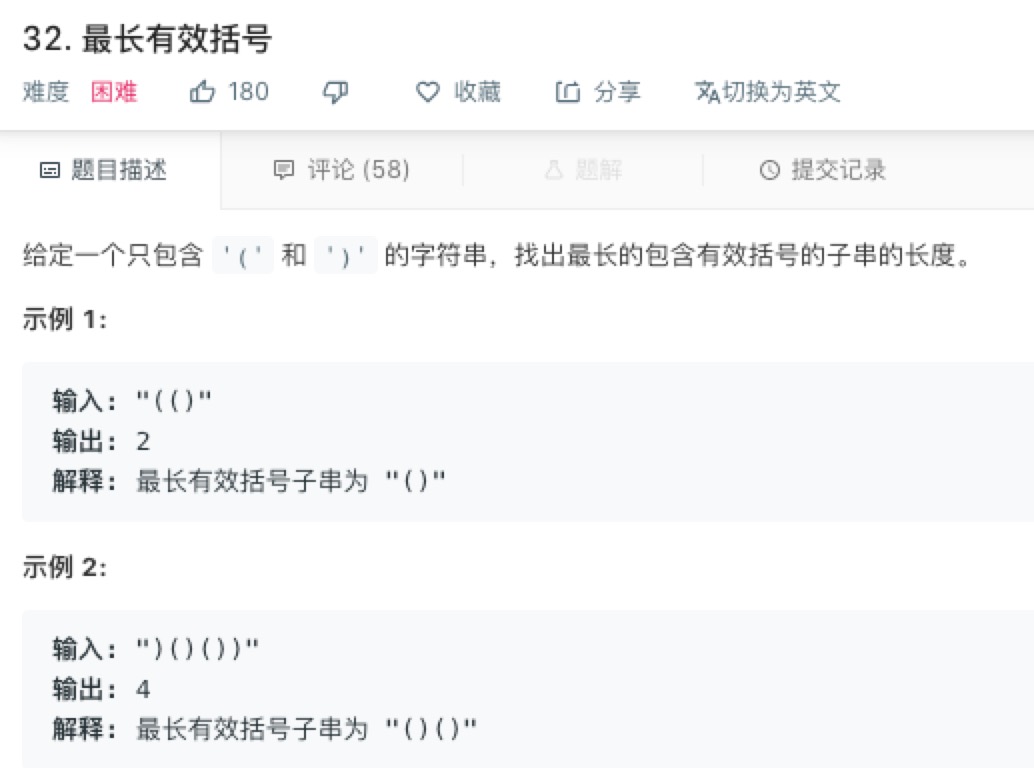 32. 最长有效括号
难度 困难 180 收藏 分享 切换为英文
题目描述 评论 (58) 题解 提交记录
给定一个只包含 '(' 和 ')' 的字符串，找出最长的包含有效括号的子串的长度。
示例 1:
输入: "(()"
输出: 2
解释: 最长有效括号子串为 "()"
示例 2:
输入: ")()())"
输出: 4
解释: 最长有效括号子串为 "()()"